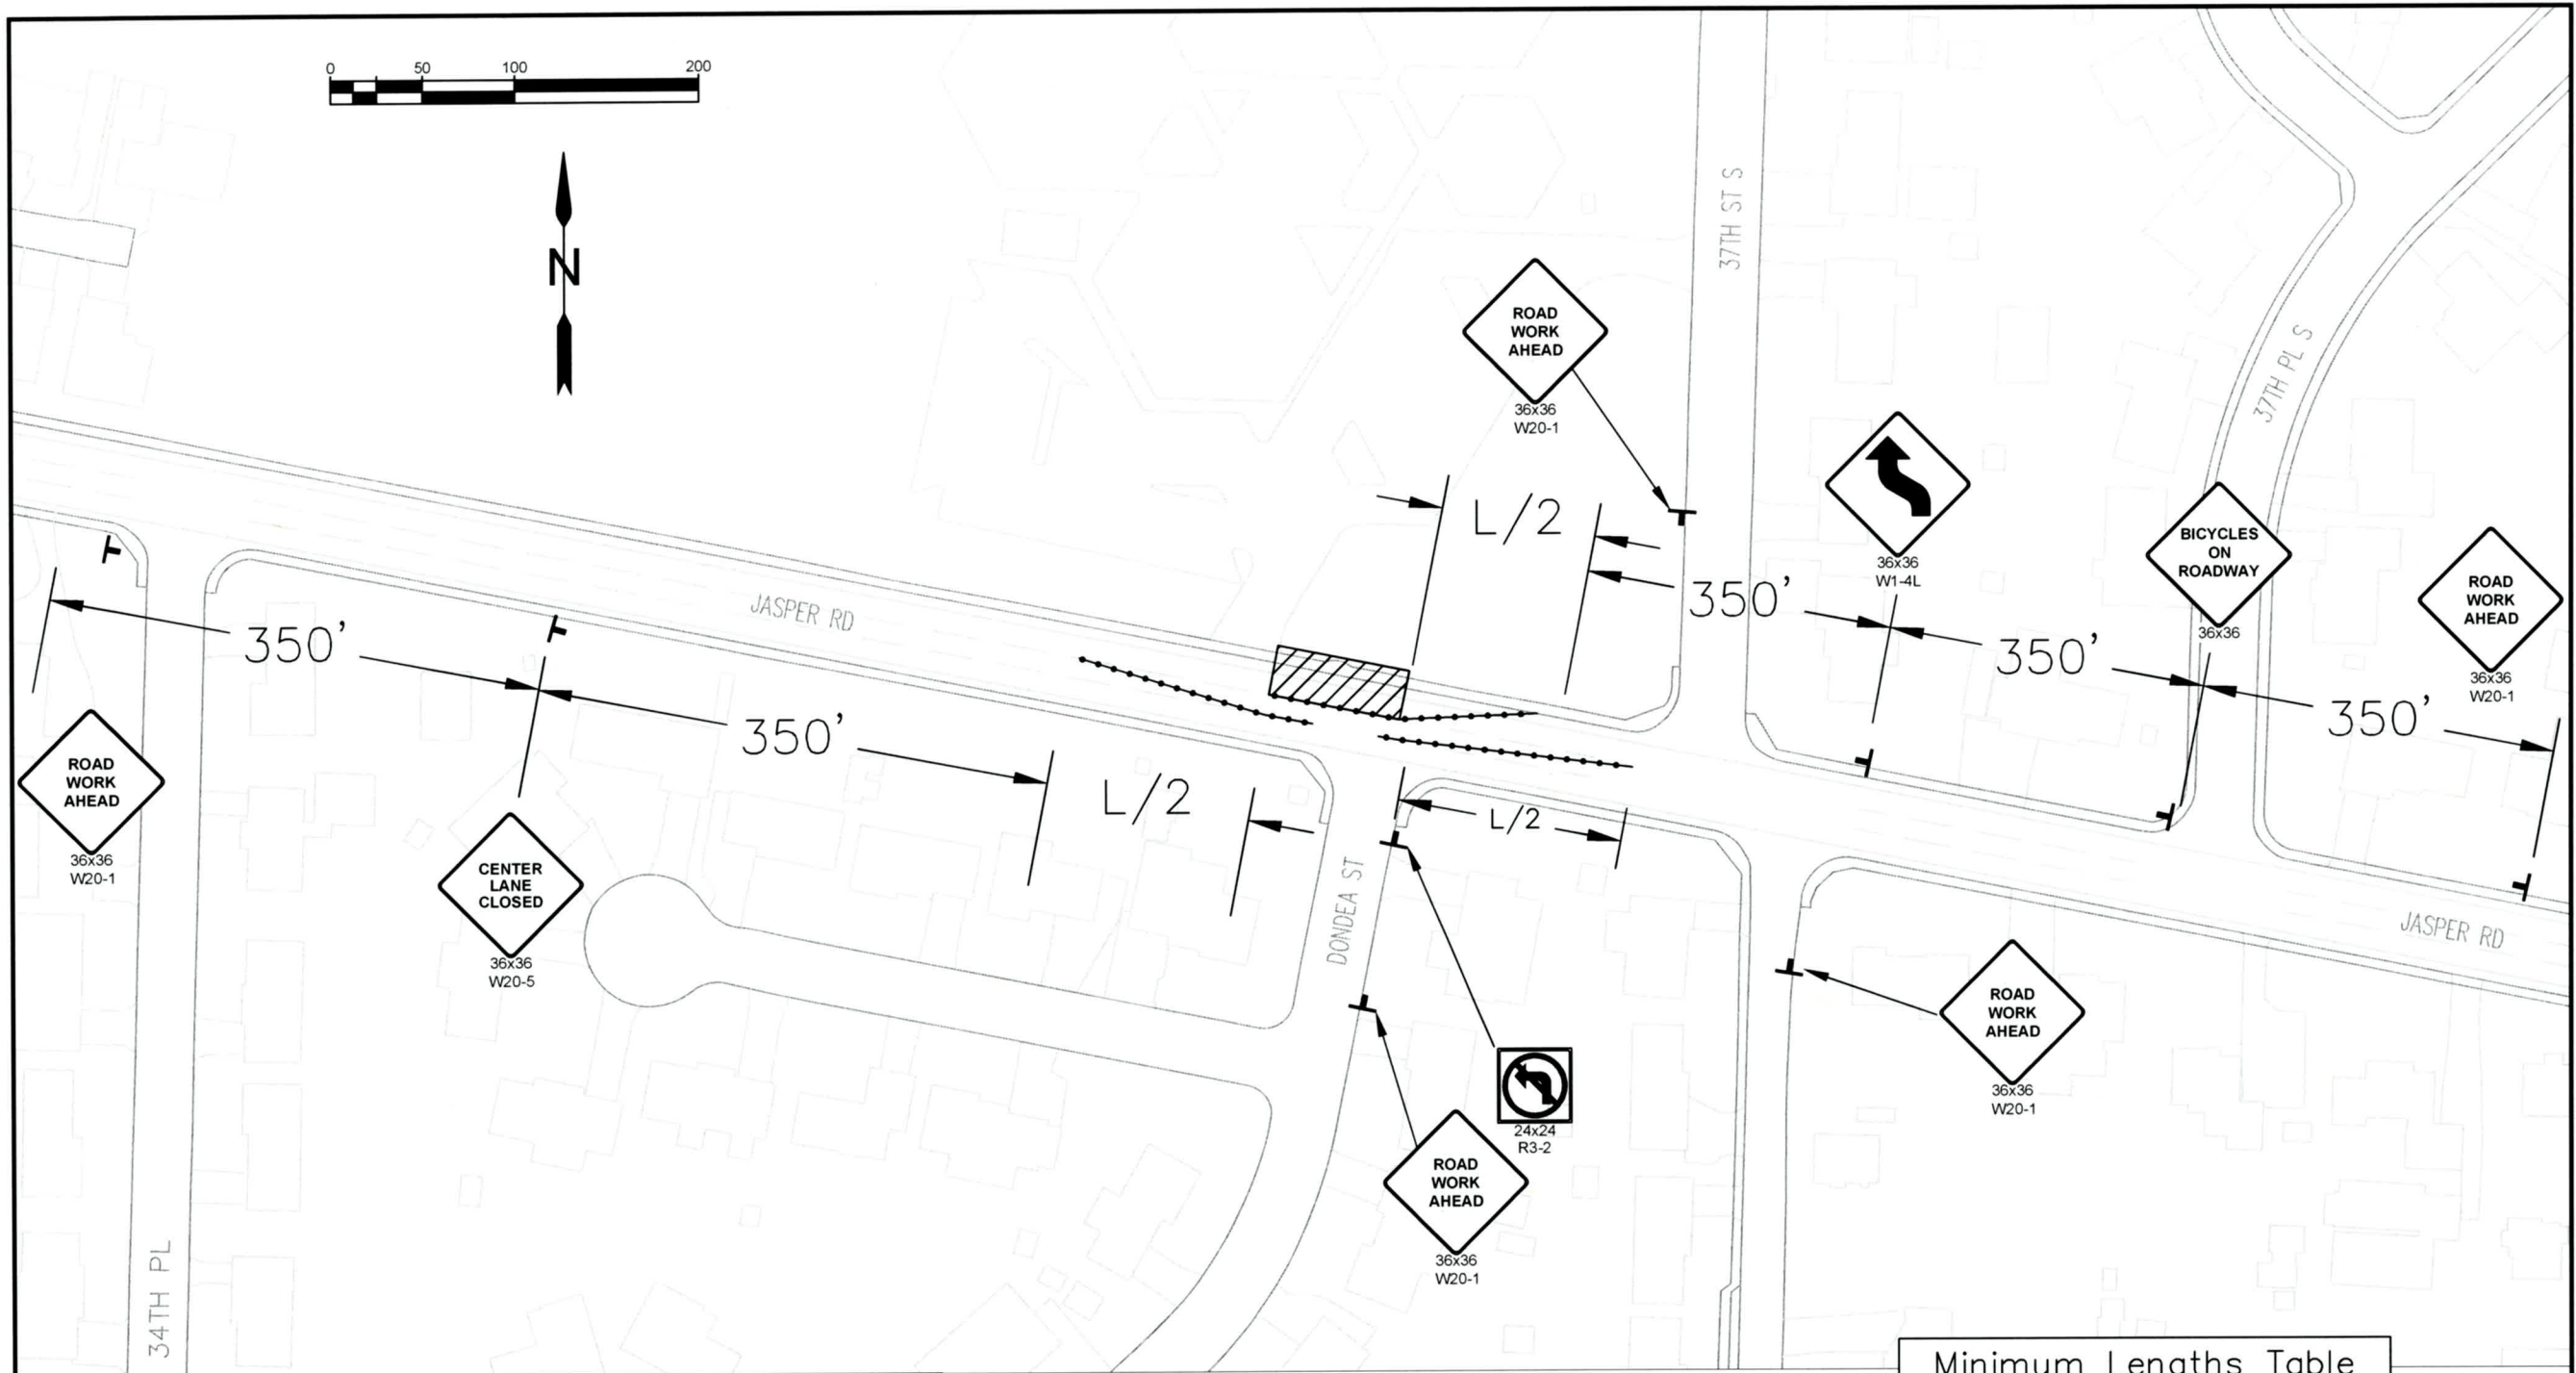 0 50 100 200
N
37TH ST S
37TH PL S
ROAD
WORK
AHEAD
36x36
W20-1
L/2
350'
36x36
W1-4L
350'
BICYCLES
ON
ROADWAY
36x36
350'
ROAD
WORK
AHEAD
36x36
W20-1
JASPER RD
350'
350'
L/2
L/2
ROAD
WORK
AHEAD
36x36
W20-1
CENTER
LANE
CLOSED
36x36
W20-5
DONDEA ST
JASPER RD
ROAD
WORK
AHEAD
36x36
W20-1
24x24
R3-2
ROAD
WORK
AHEAD
36x36
W20-1
34TH PL
Minimum Lengths Table